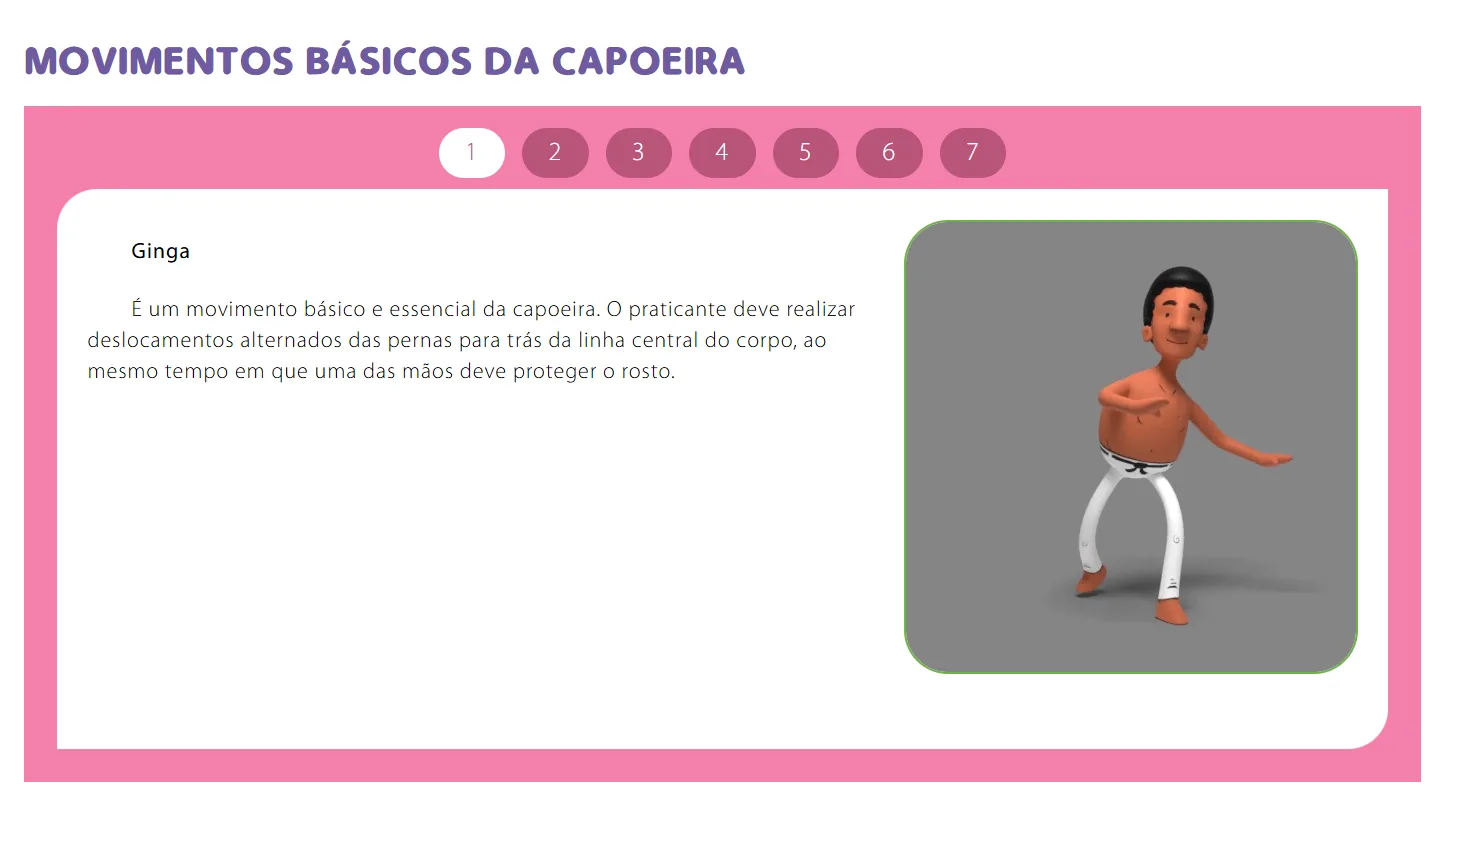 MOVIMENTOS BÁSICOS DA CAPOEIRA
1 2 3 4 5 6 7
Ginga
É um movimento básico e essencial da capoeira. O praticante deve realizar
deslocamentos alternados das pernas para trás da linha central do corpo, ao
mesmo tempo em que uma das mãos deve proteger o rosto.